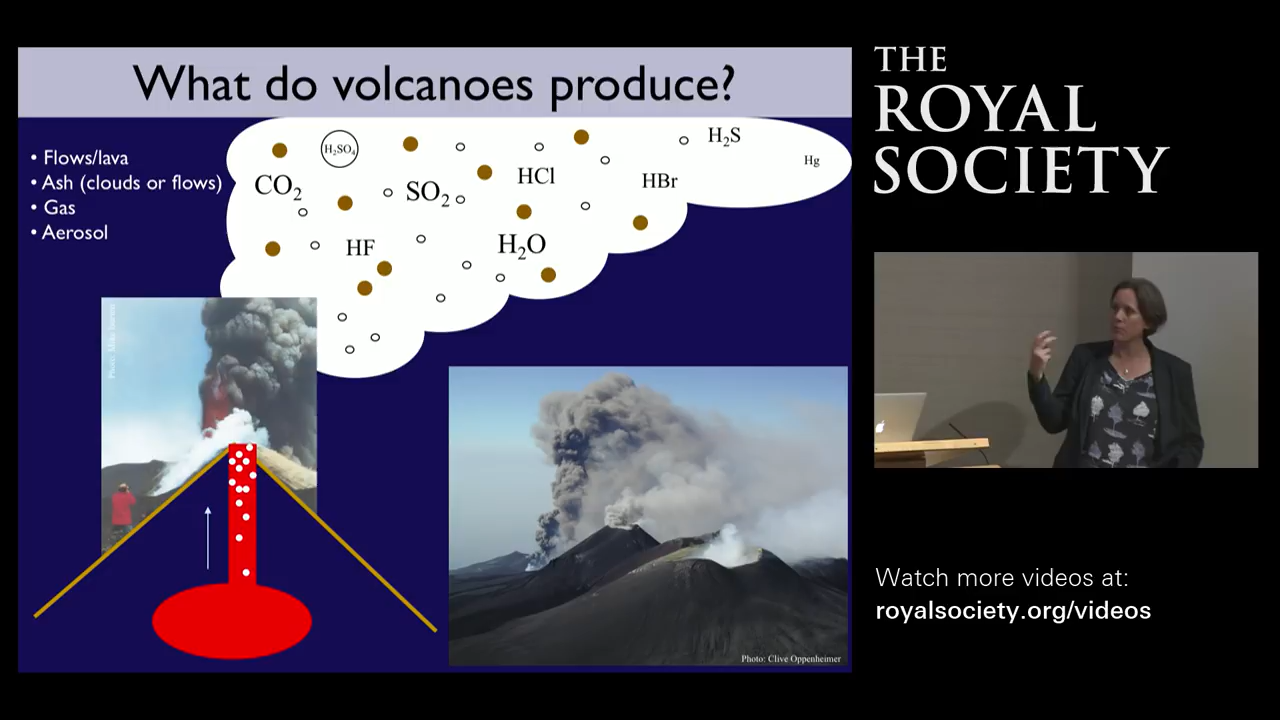 What do volcanoes produce?
• Flows/lava
• Ash (clouds or flows)
• Gas
• Aerosol
H₂SO₄
H₂S
Hg
CO₂
SO₂
HCl
HBr
HF
H₂O
Photo: Clive Oppenheimer
THE
ROYAL
SOCIETY
Watch more videos at:
royalsociety.org/videos